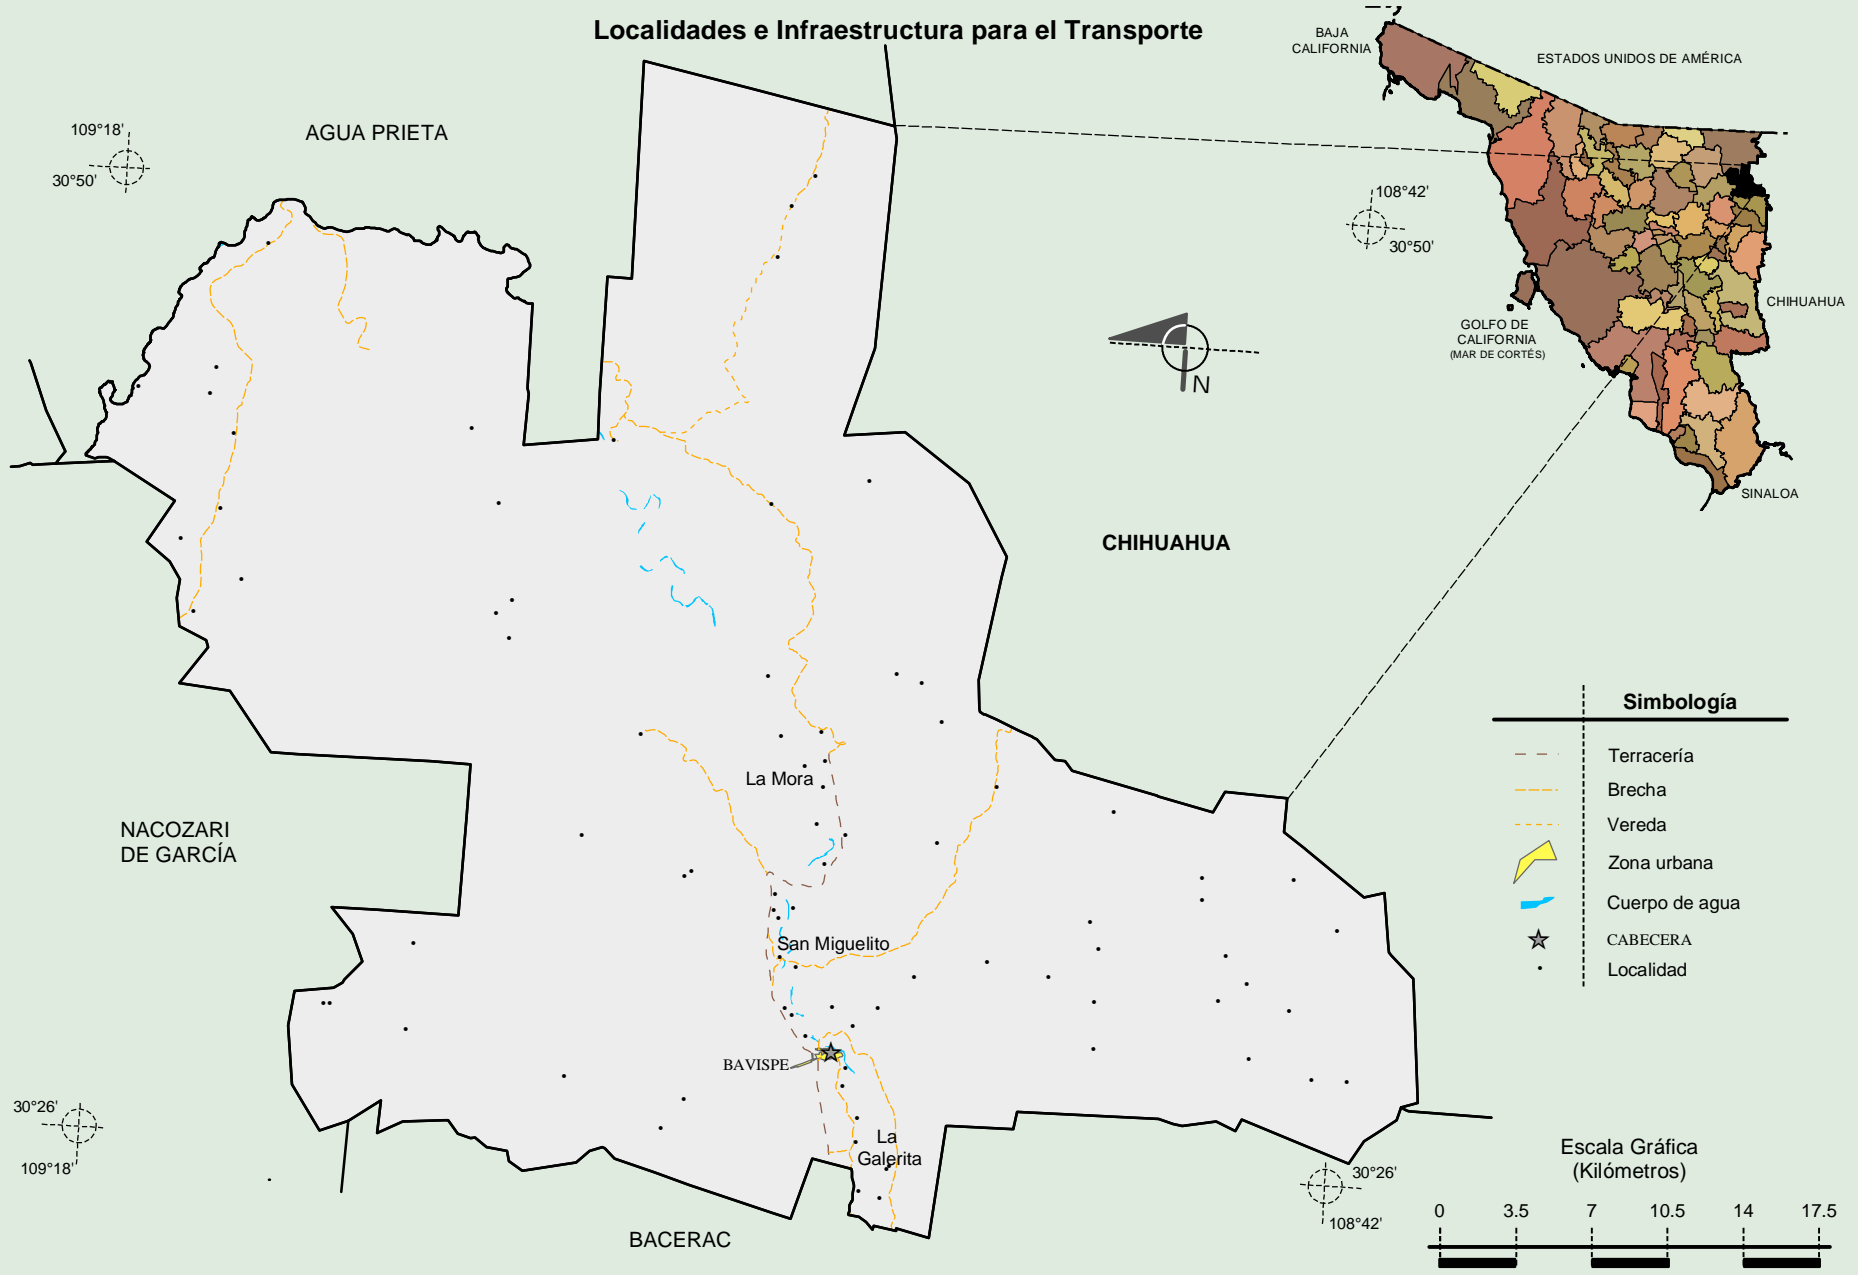 Localidades e Infraestructura para el Transporte
BAJA
CALIFORNIA
ESTADOS UNIDOS DE AMÉRICA
109°18'
30°50'
AGUA PRIETA
108°42'
30°50'
CHIHUAHUA
GOLFO DE
CALIFORNIA
(MAR DE CORTÉS)
N
SINALOA
CHIHUAHUA
Simbología
Terracería
Brecha
Vereda
Zona urbana
Cuerpo de agua
CABECERA
Localidad
La Mora
NACOZARI
DE GARCÍA
San Miguelito
BAVISPE
30°26'
109°18'
La
Galerita
30°26'
108°42'
BACERAC
Escala Gráfica
(Kilómetros)
0 3.5 7 10.5 14 17.5